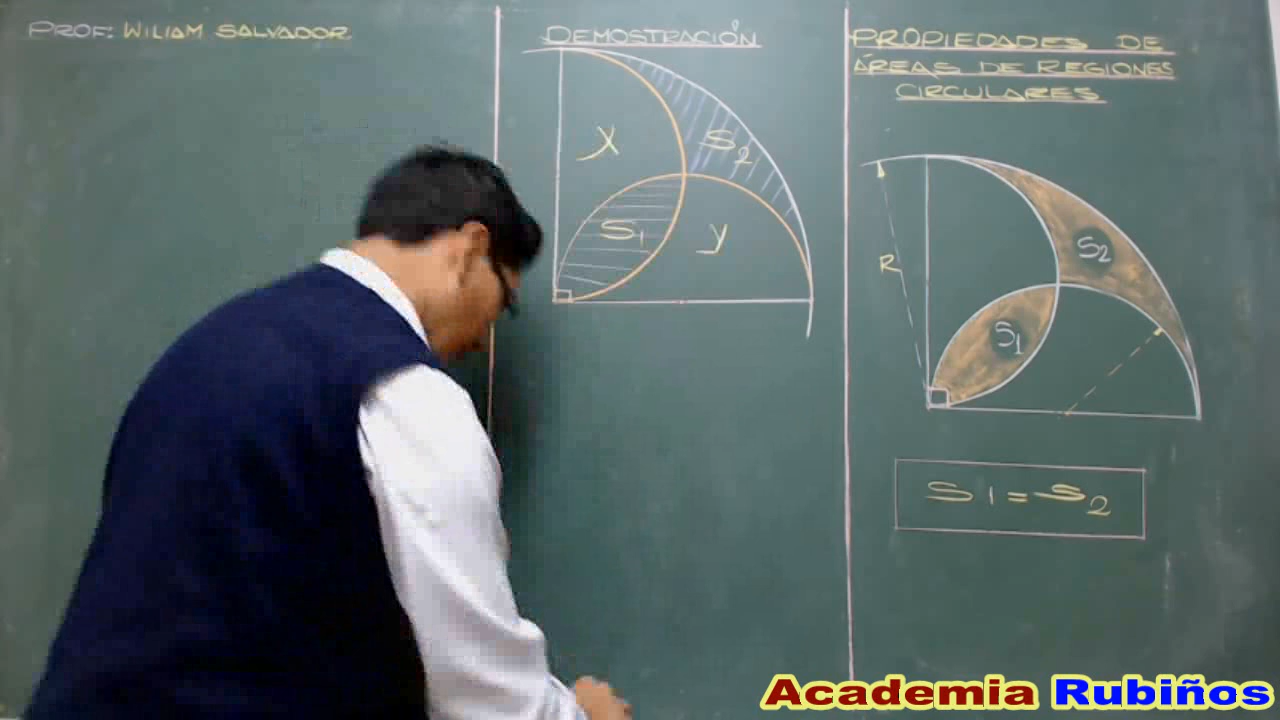 PROF: WILIAM SALVADOR
DEMOSTRACIÓN
X
S2
S1
y
PROPIEDADES DE
ÁREAS DE REGIONES
CIRCULARES
R
S2
S1
S1=S2
Academia Rubiños